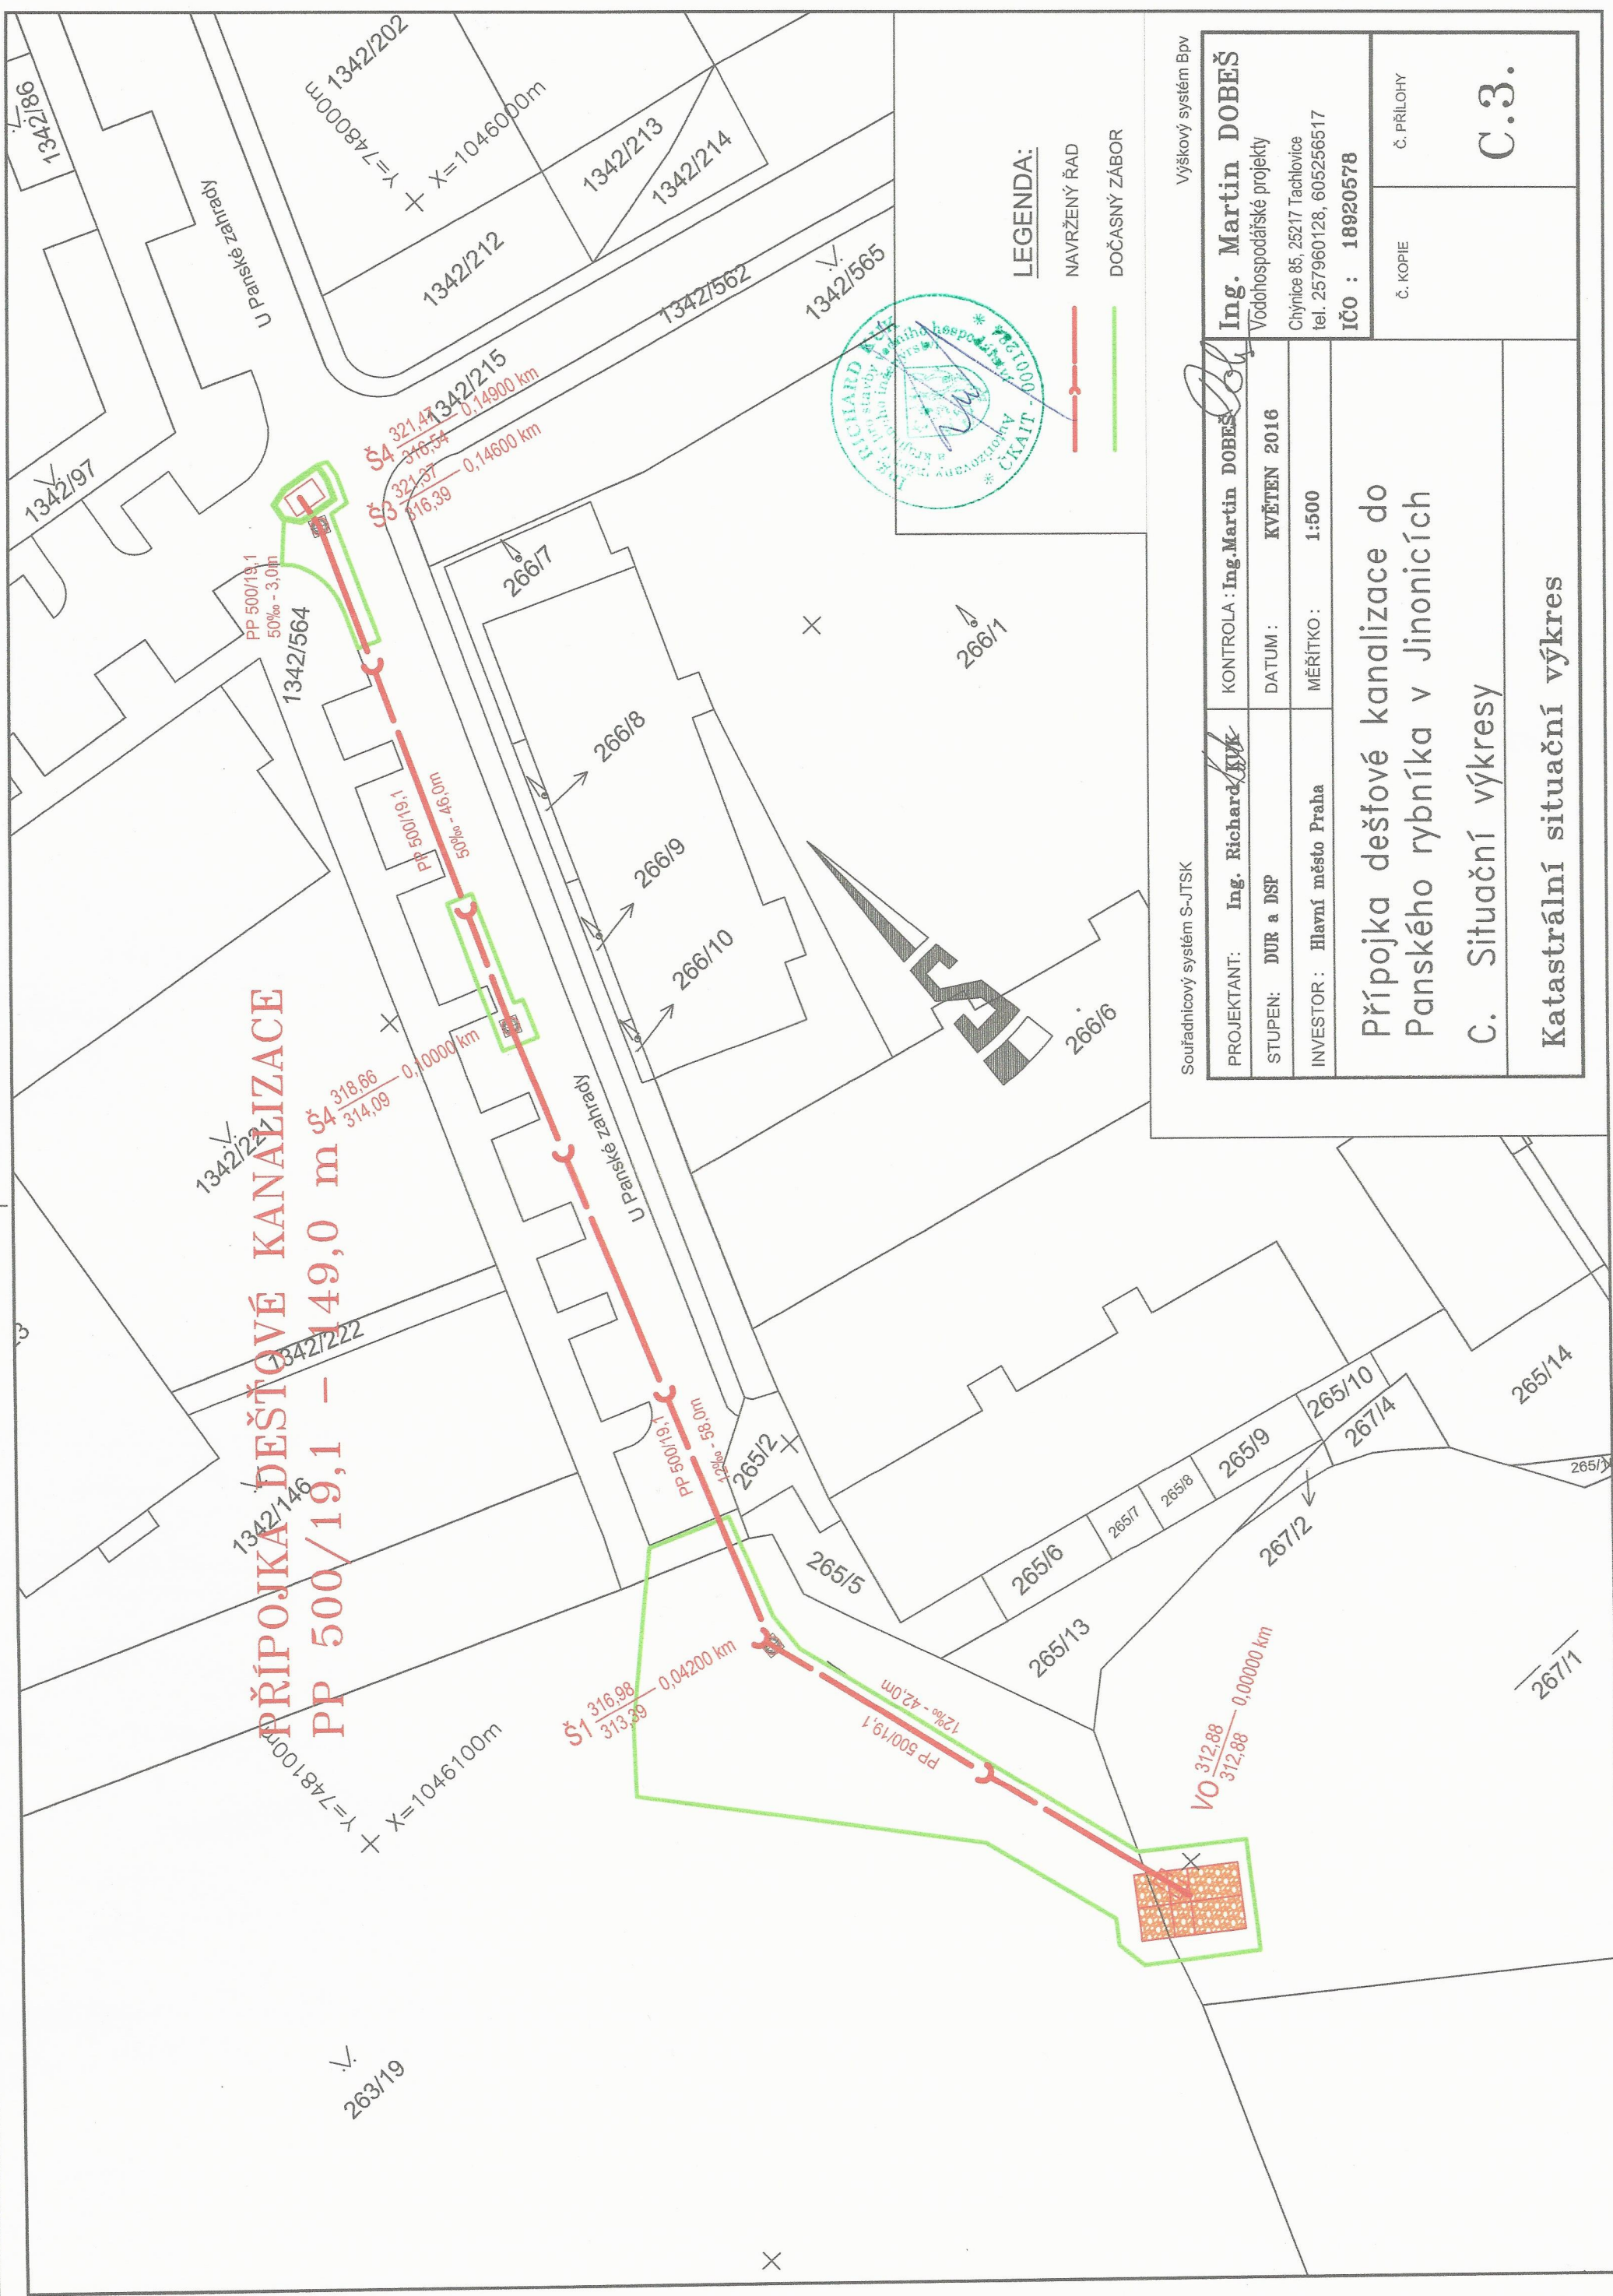 PŘÍPOJKA DEŠŤOVÉ KANALIZACE
PP 500/19,1 – 149,0 m
263/19
Y=748100m
X=1046100m
1342/146
1342/222
1342/221
1342/564
1342/97
1342/86
1342/202
Y=748000m
X=1046000m
1342/213
1342/214
1342/212
1342/215
1342/562
1342/565
U Panské zahrady
U Panské zahrady
Š4 321,47
316,54
0,14900 km
Š3 321,37
316,39
0,14600 km
PP 500/19,1
50‰ - 3,0m
PP 500/19,1
50‰ - 46,0m
Š4 318,66
314,09
0,10000 km
PP 500/19,1
12‰ - 58,0m
Š1 316,98
313,39
0,04200 km
PP 500/19,1
12‰ - 42,0m
VO 312,88
312,88
0,00000 km
266/7
266/8
266/9
266/10
266/1
266/6
265/2
265/5
265/6
265/7
265/8
265/9
265/10
267/4
265/13
267/2
265/14
267/1
LEGENDA:
NAVRŽENÝ ŘAD
DOČASNÝ ZÁBOR
Ing. RICHARD KUK
ČKAIT
Souřadnicový systém S-JTSK
Výškový systém Bpv
PROJEKTANT: Ing. Richard KUK
KONTROLA : Ing.Martin DOBEŠ
STUPEN: DUR a DSP
DATUM : KVĚTEN 2016
INVESTOR : Hlavní město Praha
MĚŘÍTKO : 1:500
Ing. Martin DOBEŠ
Vodohospodářské projekty
Chýnice 85, 25217 Tachlovice
tel. 257960128, 605256517
IČO : 18920578
Přípojka dešťové kanalizace do
Panského rybníka v Jinonicích
C. Situační výkresy
Katastrální situační výkres
Č. KOPIE
Č. PŘÍLOHY
C.3.